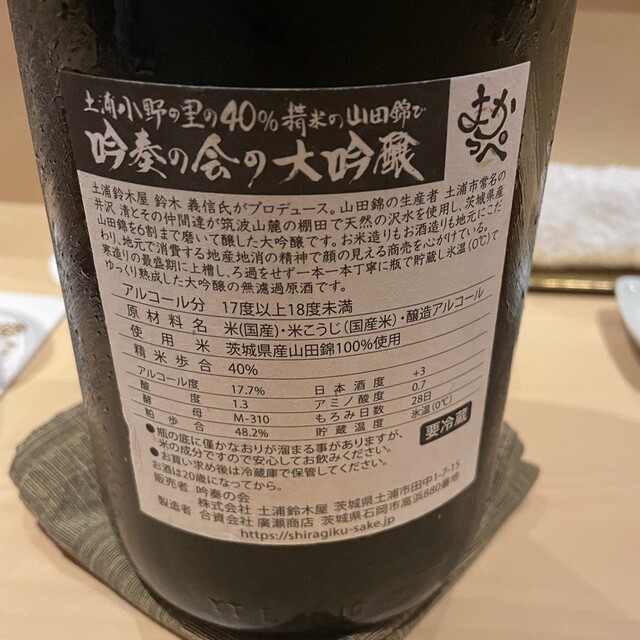 土浦小野の里の40%精米の山田錦で
吟奏の会の大吟醸
かっぺ
土浦鈴木屋 鈴木 義信氏がプロデュース。山田錦の生産者 土浦市常名の
井沢 清とその仲間達が筑波山麓の棚田で天然の沢水を使用し、茨城県産
山田錦を6割まで磨いて醸した大吟醸です。お米造りもお酒造りも地元にこだ
わり、地元で消費する地産地消の精神で顔の見える商売を心がけている。
寒造りの最盛期に上槽し、ろ過をせず一本一本丁寧に瓶で貯蔵し氷温(0℃)で
ゆっくり熟成した大吟醸の無濾過原酒です。
アルコール分 17度以上18度未満
原材料名 米(国産)・米こうじ(国産米)・醸造アルコール
使用米 茨城県産山田錦100%使用
精米歩合 40%
アルコール度 17.7% 日本酒度 +3
酸度 1.3 アミノ酸度 0.7
酵母 M-310 もろみ日数 28日
粕歩合 48.2% 貯蔵温度 氷温(0℃)
●瓶の底に僅かなおりが溜まる事がありますが、
米の成分ですので安心してお飲みください。
●お買い求め後は冷蔵庫で保管してください。
要冷蔵
お酒は20歳になってから。
販売者 吟奏の会
株式会社 土浦鈴木屋 茨城県土浦市田中1-7-15
製造者 合資会社 廣瀬商店 茨城県石岡市高浜880番地
https://shiragiku-sake.jp